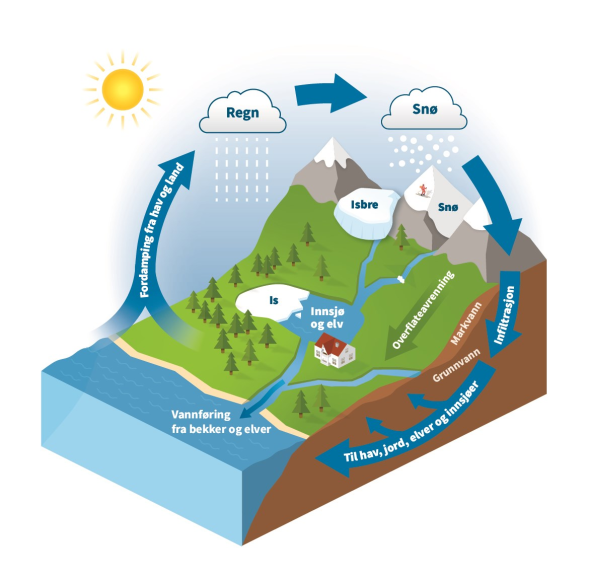 Regn
Snø
Fordamping fra hav og land
Isbre
Snø
Is
Innsjø
og elv
Overflateavrenning
Markvann
Infiltrasjon
Grunnvann
Vannføring
fra bekker og elver
Til hav, jord, elver og innsjøer